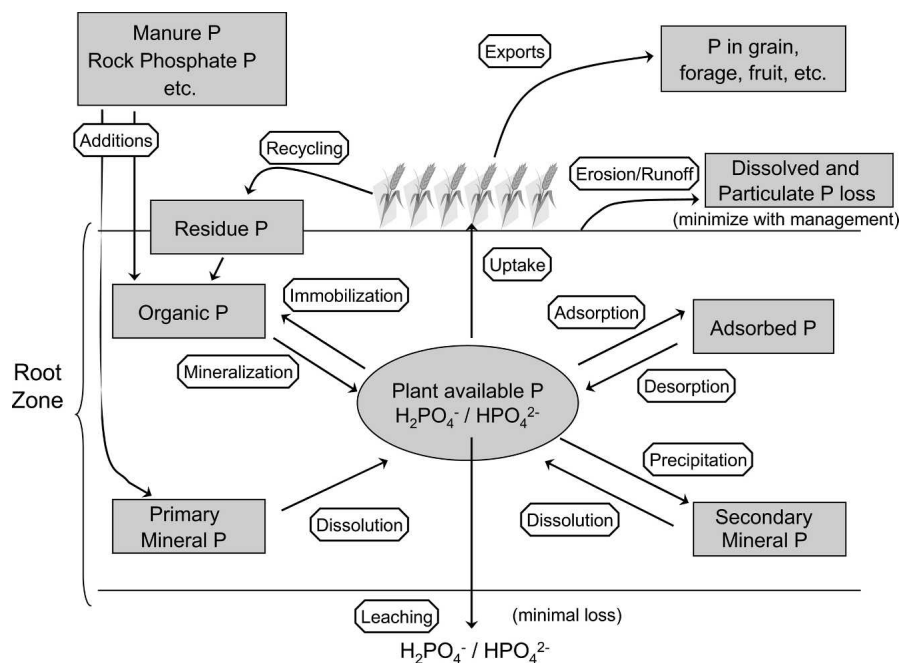 Manure P
Rock Phosphate P
etc.
Exports
P in grain,
forage, fruit, etc.
Additions
Recycling
Erosion/Runoff
Dissolved and
Particulate P loss
(minimize with management)
Residue P
Uptake
Organic P
Immobilization
Adsorption
Adsorbed P
Mineralization
Desorption
Root
Zone
Plant available P
H₂PO₄⁻ / HPO₄²⁻
Precipitation
Primary
Mineral P
Dissolution
Dissolution
Secondary
Mineral P
Leaching
(minimal loss)
H₂PO₄⁻ / HPO₄²⁻